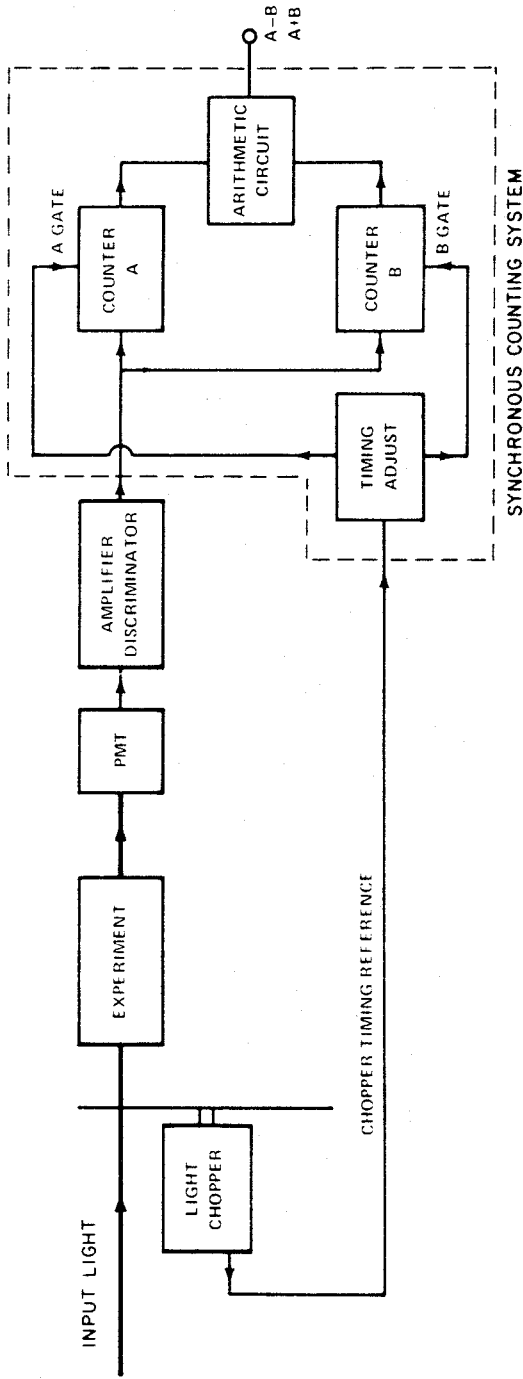 INPUT LIGHT
LIGHT
CHOPPER
EXPERIMENT
PMT
AMPLIFIER
DISCRIMINATOR
CHOPPER TIMING REFERENCE
TIMING
ADJUST
A GATE
COUNTER
A
COUNTER
B
B GATE
ARITHMETIC
CIRCUIT
A-B
A+B
SYNCHRONOUS COUNTING SYSTEM